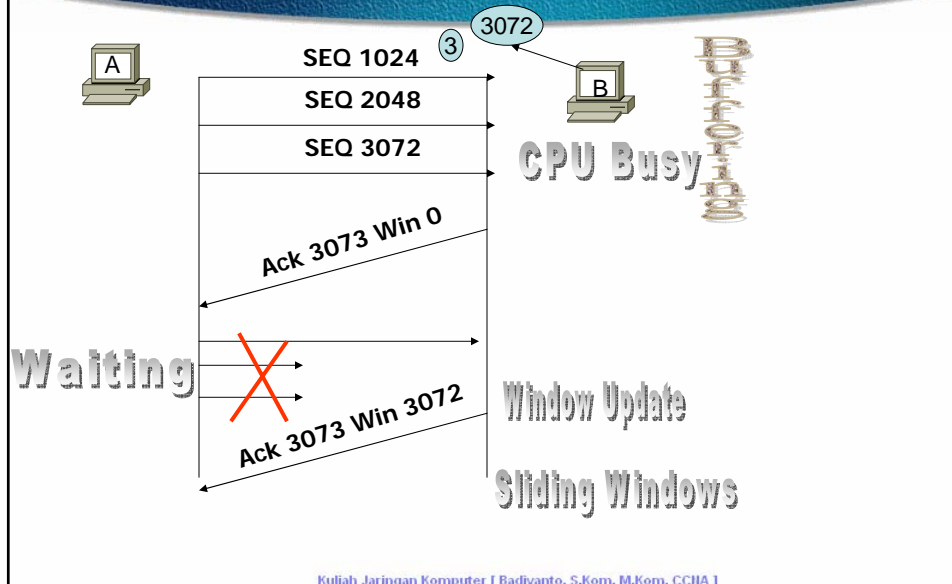 3072
3
A
SEQ 1024
B
Buffering
SEQ 2048
SEQ 3072
CPU Busy
Ack 3073 Win 0
Waiting
Window Update
Ack 3073 Win 3072
Sliding Windows
Kuliah Jaringan Komputer [ Badiyanto, S.Kom, M.Kom, CCNA ]